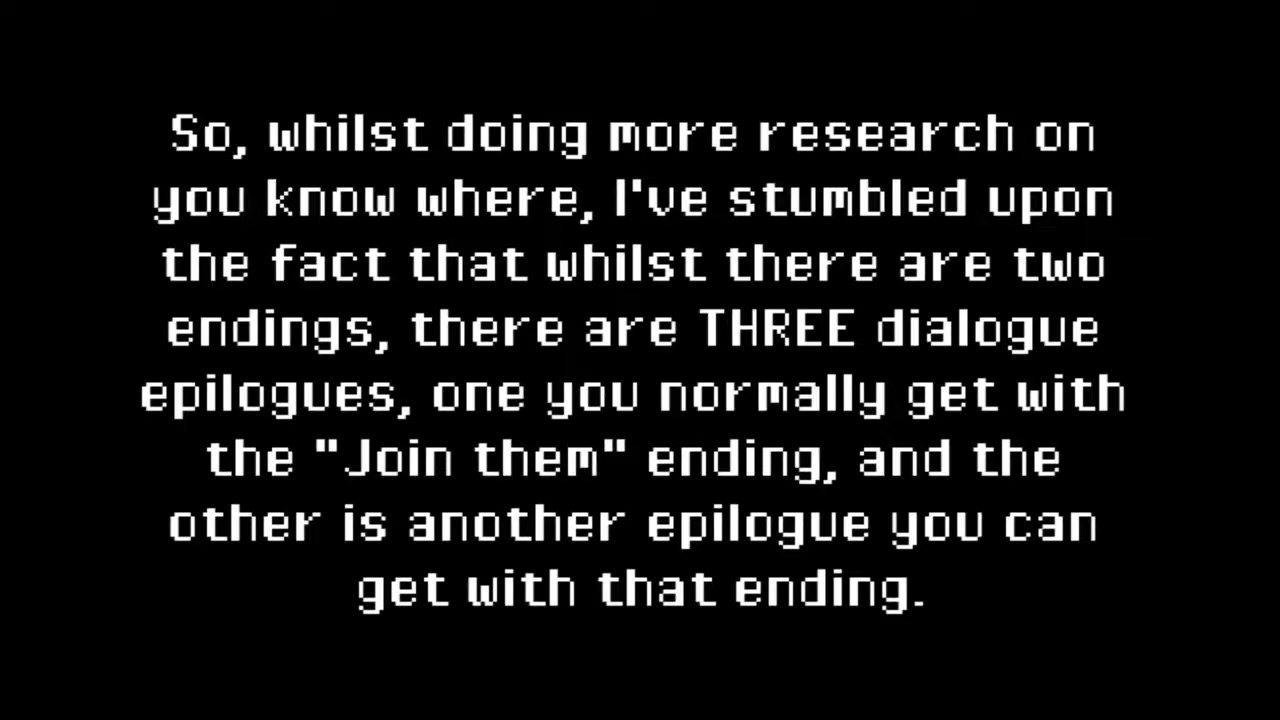 So, whilst doing more research on
you know where, I've stumbled upon
the fact that whilst there are two
endings, there are THREE dialogue
epilogues, one you normally get with
the "Join them" ending, and the
other is another epilogue you can
get with that ending.